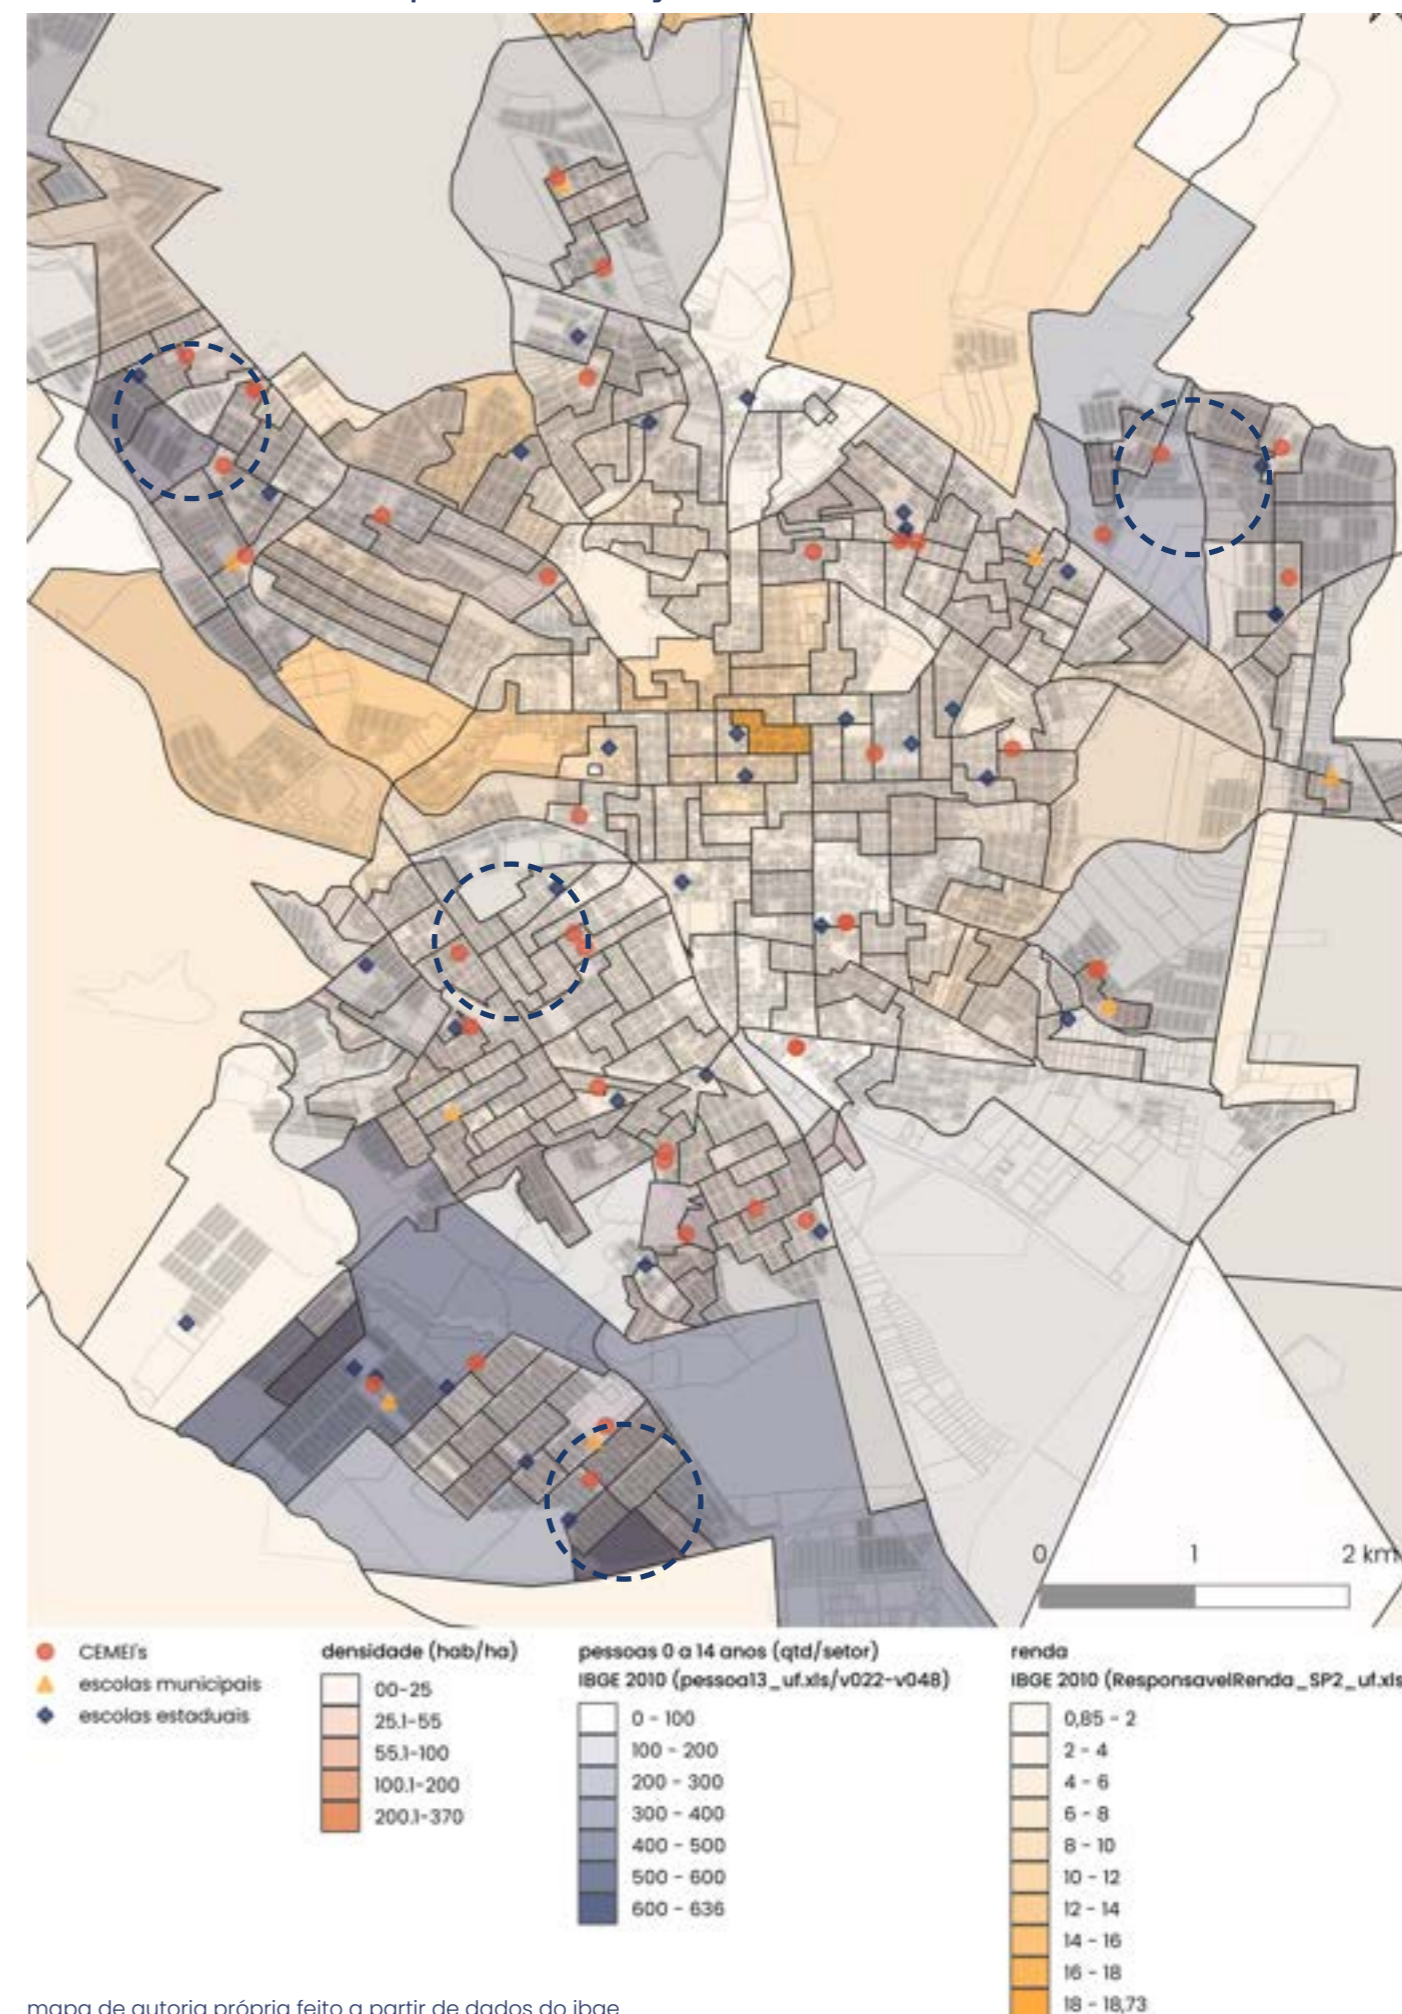 0 1 2 km
CEMEI's
escolas municipais
escolas estaduais
densidade (hab/ha)
00-25
25.1-55
55.1-100
100.1-200
200.1-370
pessoas 0 a 14 anos (qtd/setor)
IBGE 2010 (pessoa13_uf.xls/v022-v048)
0 - 100
100 - 200
200 - 300
300 - 400
400 - 500
500 - 600
600 - 636
renda
IBGE 2010 (ResponsavelRenda_SP2_uf.xls
0,85 - 2
2 - 4
4 - 6
6 - 8
8 - 10
10 - 12
12 - 14
14 - 16
16 - 18
18 - 18,73
mapa de autoria própria feito a partir de dados do ibge